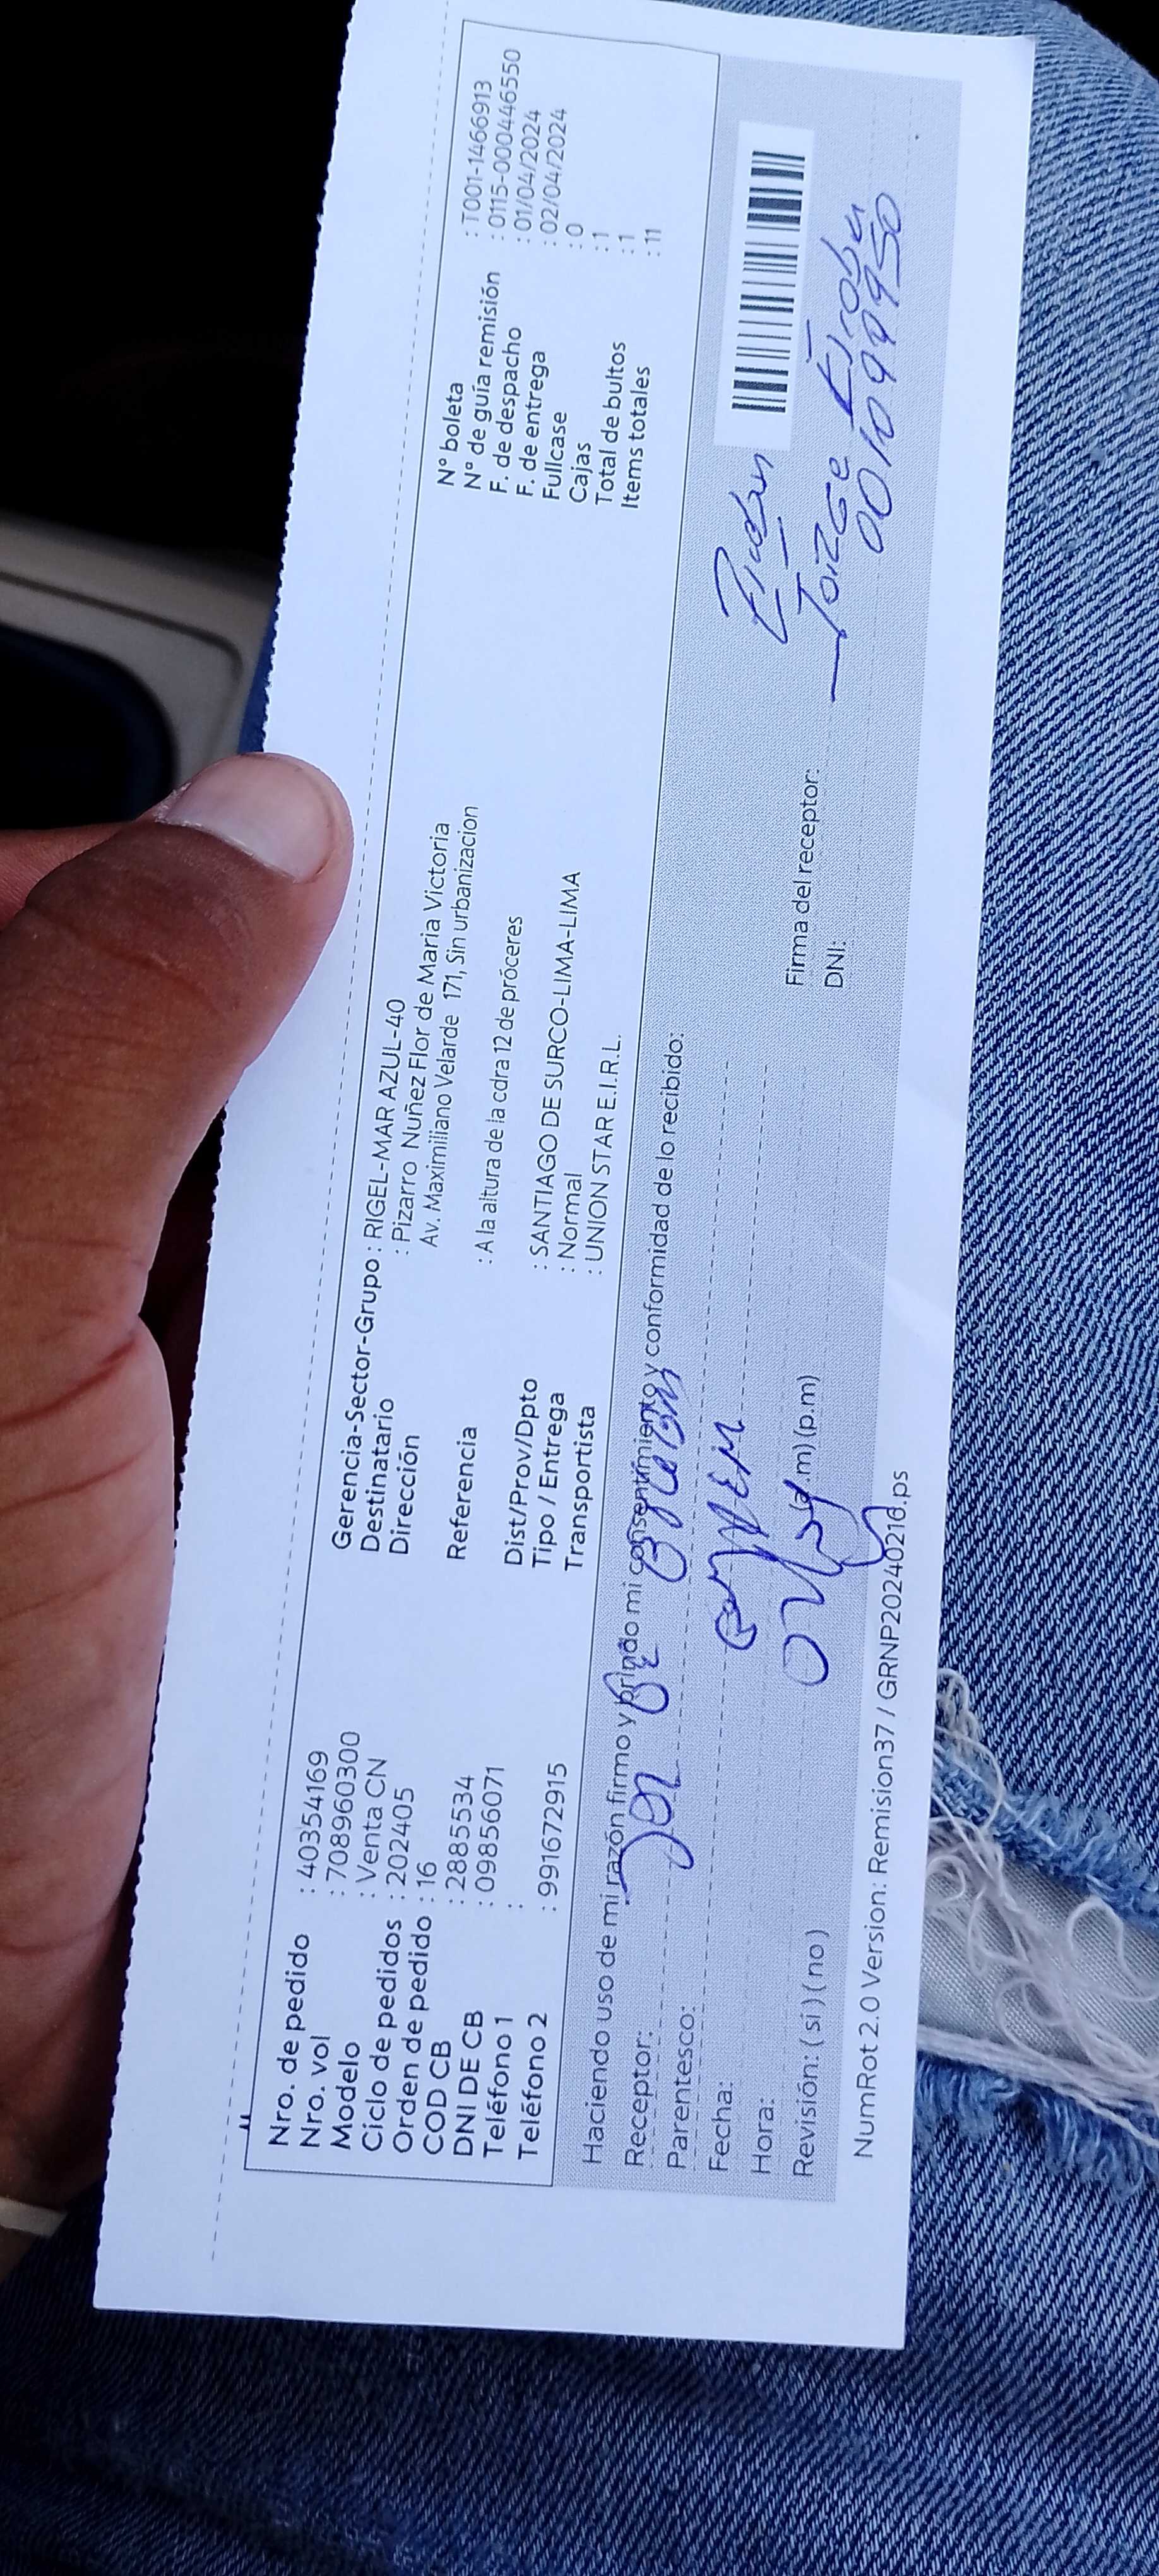 Nro. de pedido : 40354169
Nro. vol : 708960300
Modelo : Venta CN
Ciclo de pedidos : 202405
Orden de pedido : 16
COD CB : 2885534
DNI DE CB : 09856071
Teléfono 1 :
Teléfono 2 : 991672915
Gerencia-Sector-Grupo : RIGEL-MAR AZUL-40
Destinatario : Pizarro Nuñez Flor de Maria Victoria
Dirección Av. Maximiliano Velarde 171, Sin urbanizacion
Referencia : A la altura de la cdra 12 de próceres
Dist/Prov/Dpto : SANTIAGO DE SURCO-LIMA-LIMA
Tipo / Entrega : Normal
Transportista : UNION STAR E.I.R.L.
N° boleta : T001-1466913
N° de guía remisión : 0115-0004446550
F. de despacho : 01/04/2024
F. de entrega : 02/04/2024
Fullcase : 0
Cajas : 1
Total de bultos : 1
Items totales : 11
Haciendo uso de mi razón firmo y brindo mi consentimiento y conformidad de lo recibido:
Receptor:
Parentesco:
Fecha:
Hora: (a.m) (p.m)
Revisión: ( si ) ( no )
Firma del receptor:
Jorge
DNI:
NumRot 2.0 Version: Remision37 / GRNP2024021d.ps